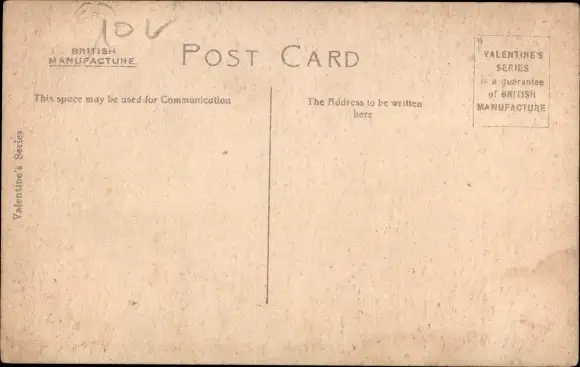 10V
BRITISH
MANUFACTURE.
POST CARD
VALENTINE'S
SERIES
is a guarantee
of BRITISH
MANUFACTURE
This space may be used for Communication
The Address to be written
here
Valentine's Series